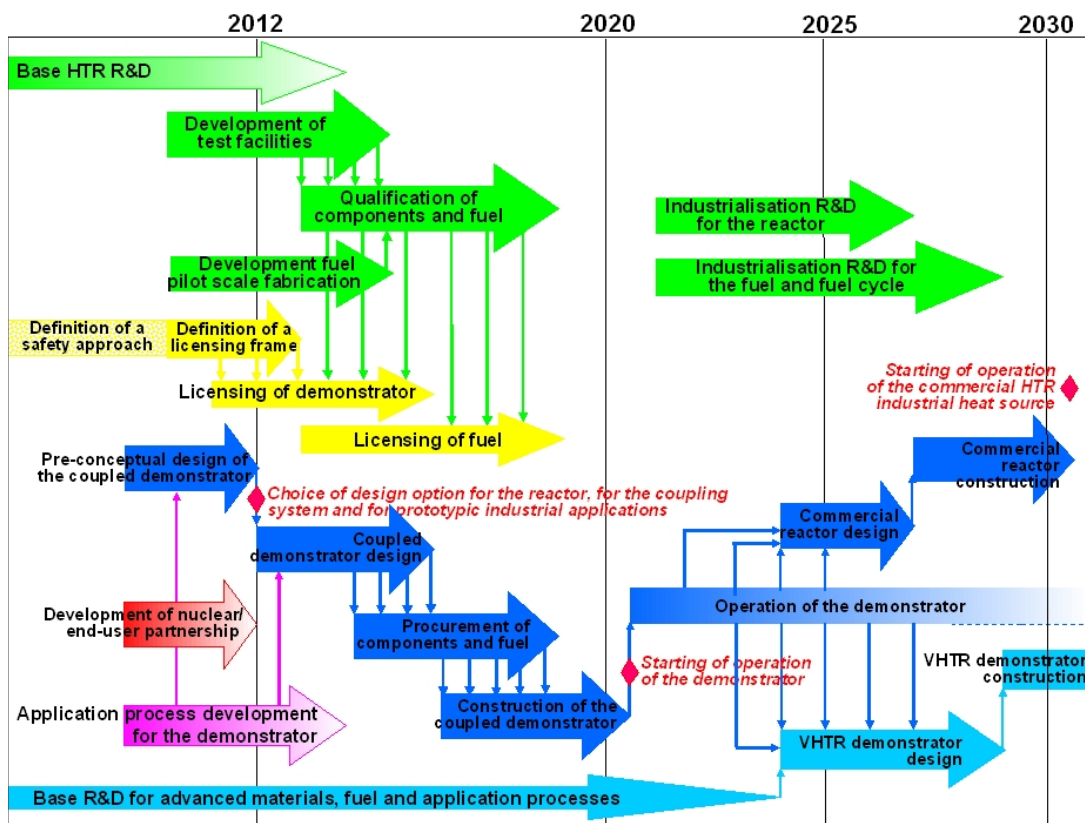 2012
2020
2025
2030
Base HTR R&D
Development of
test facilities
Qualification of
components and fuel
Industrialisation R&D
for the reactor
Development fuel
pilot scale fabrication
Industrialisation R&D for
the fuel and fuel cycle
Definition of a
safety approach
Definition of a
licensing frame
Licensing of demonstrator
Starting of operation
of the commercial HTR
industrial heat source
Licensing of fuel
Pre-conceptual design of
the coupled demonstrator
Commercial
reactor
construction
Choice of design option for the reactor, for the coupling
system and for prototypic industrial applications
Coupled
demonstrator design
Commercial
reactor design
Development of nuclear/
end-user partnership
Procurement of
components and fuel
Operation of the demonstrator
Starting of operation
of the demonstrator
VHTR demonstrator
construction
Application process development
for the demonstrator
Construction of the
coupled demonstrator
VHTR demonstrator
design
Base R&D for advanced materials, fuel and application processes